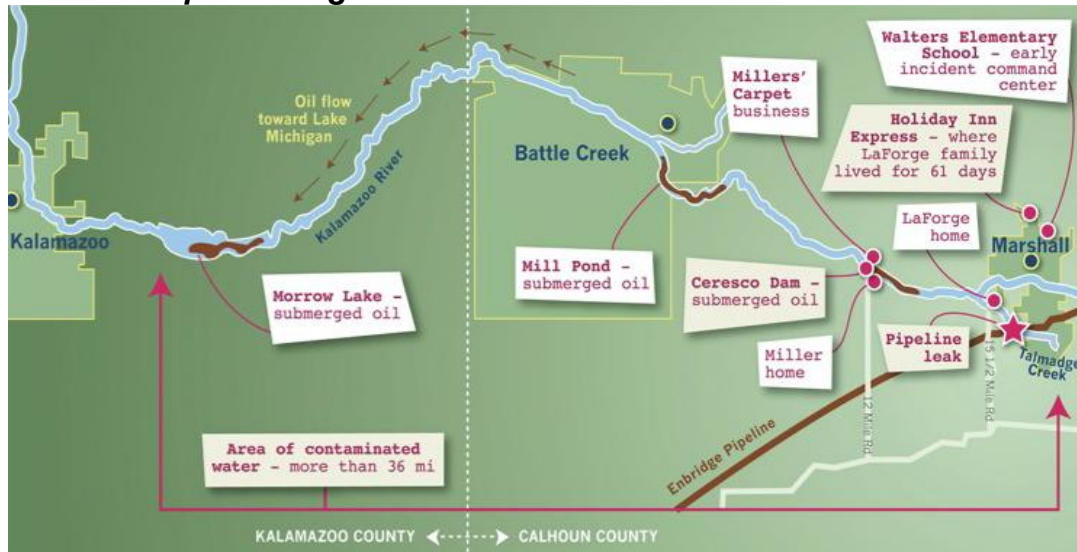 Oil flow
toward Lake
Michigan
Kalamazoo River
Kalamazoo
Morrow Lake –
submerged oil
Area of contaminated
water – more than 36 mi
KALAMAZOO COUNTY
CALHOUN COUNTY
Battle Creek
Mill Pond –
submerged oil
Millers'
Carpet
business
Ceresco Dam –
submerged oil
Miller
home
12 Mile Rd
Enbridge Pipeline
Walters Elementary
School – early
incident command
center
Holiday Inn
Express – where
LaForge family
lived for 61 days
LaForge
home
Marshall
Pipeline
leak
15 1/2 Mile Rd
Talmadge
Creek